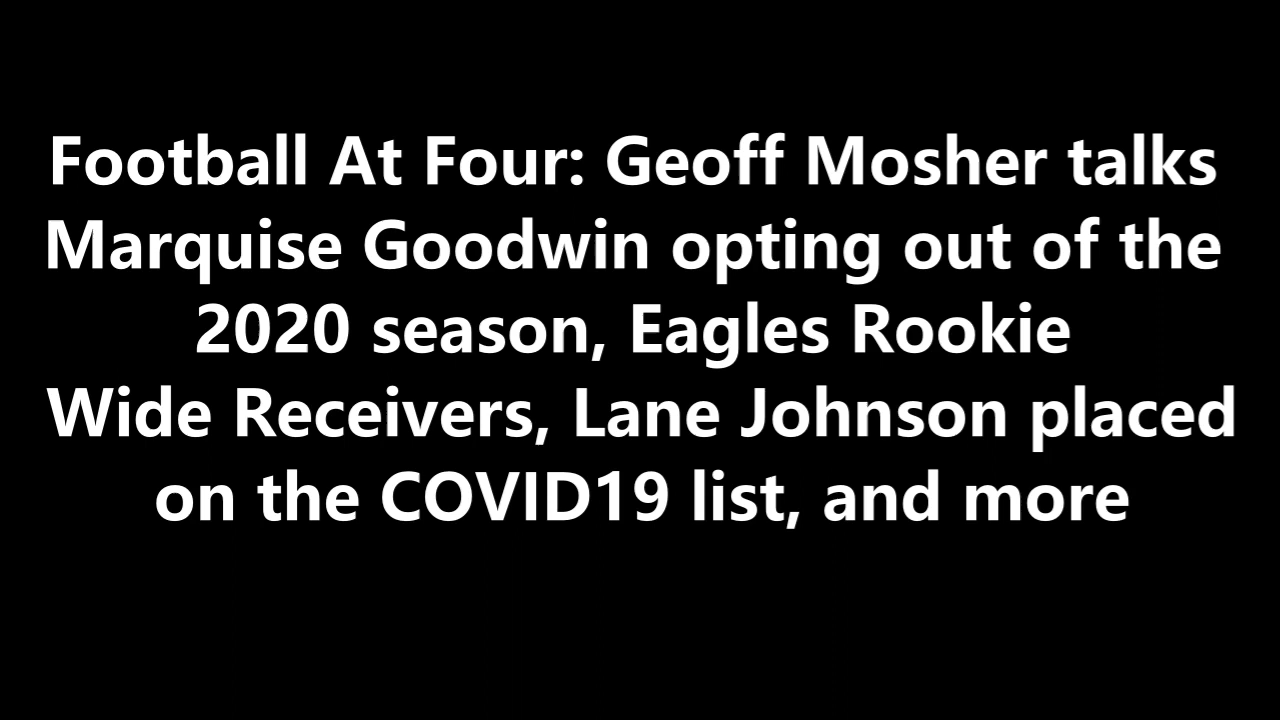 Football At Four: Geoff Mosher talks
Marquise Goodwin opting out of the
2020 season, Eagles Rookie
Wide Receivers, Lane Johnson placed
on the COVID19 list, and more